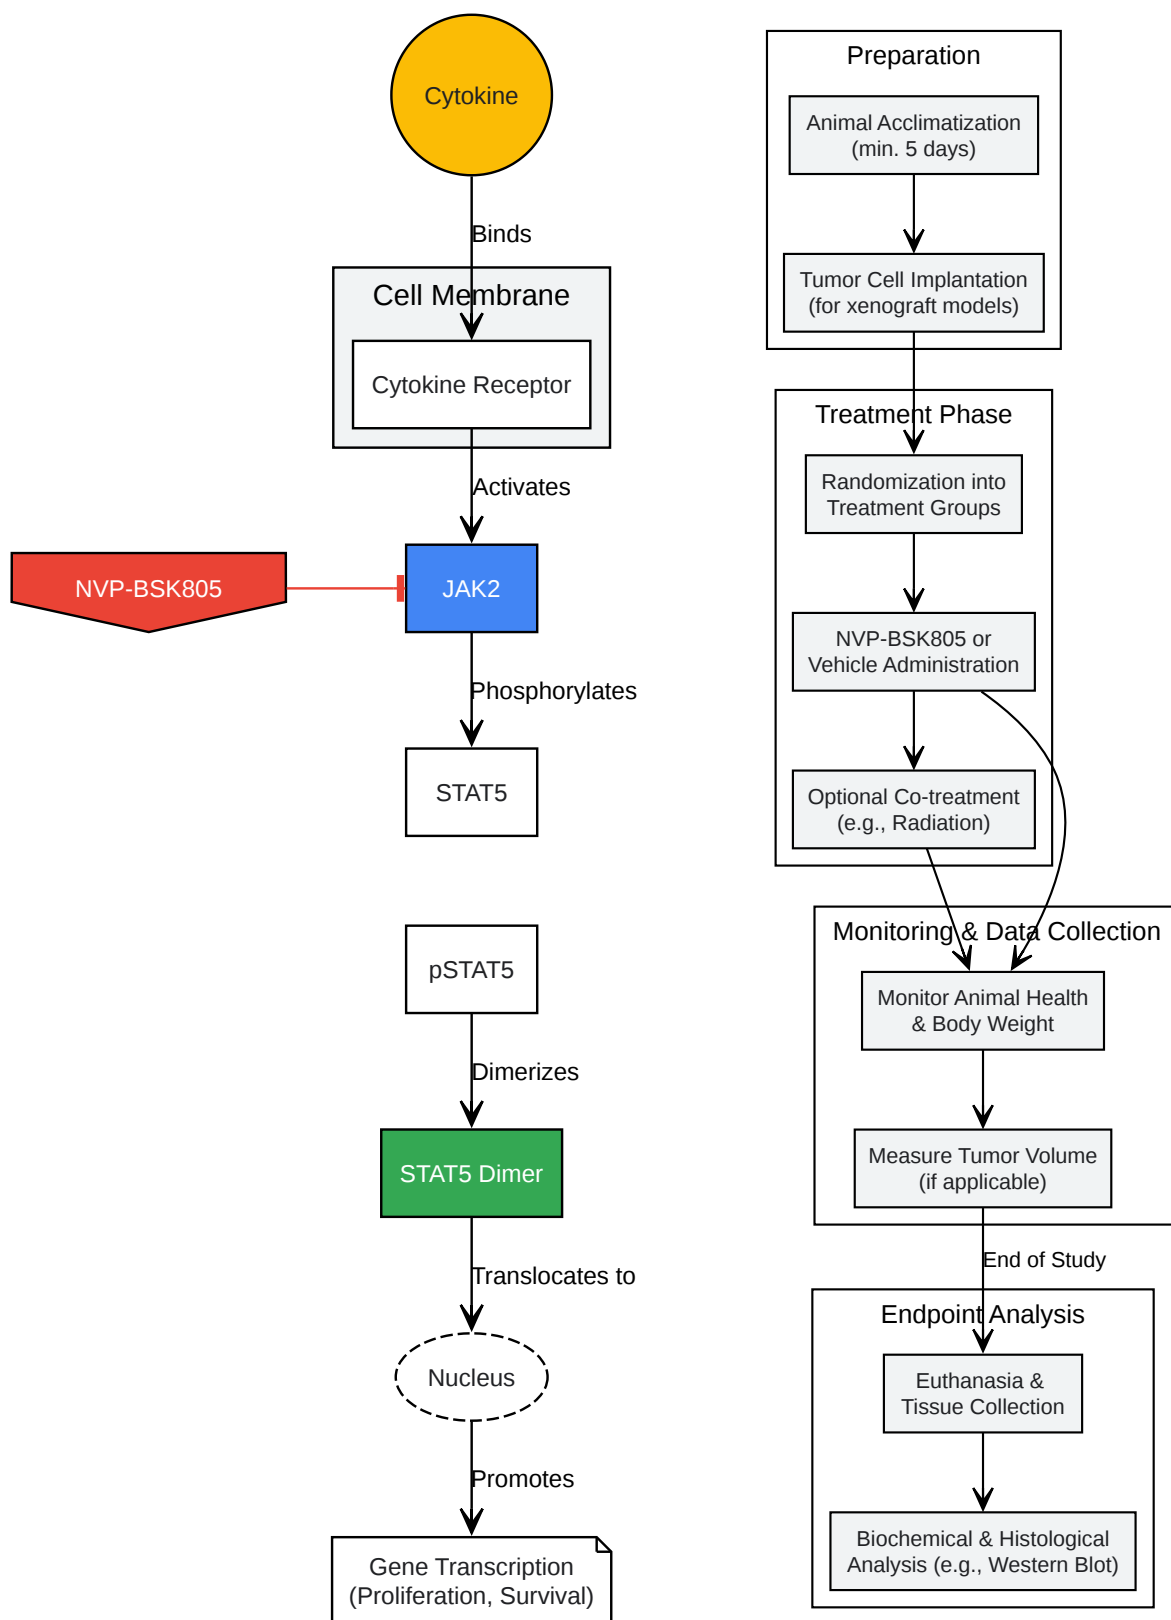 Cytokine
Binds
Cell Membrane
Cytokine Receptor
Activates
NVP-BSK805
JAK2
Phosphorylates
STAT5
pSTAT5
Dimerizes
STAT5 Dimer
Translocates to
Nucleus
Promotes
Gene Transcription
(Proliferation, Survival)
Preparation
Animal Acclimatization
(min. 5 days)
Tumor Cell Implantation
(for xenograft models)
Treatment Phase
Randomization into
Treatment Groups
NVP-BSK805 or
Vehicle Administration
Optional Co-treatment
(e.g., Radiation)
Monitoring & Data Collection
Monitor Animal Health
& Body Weight
Measure Tumor Volume
(if applicable)
End of Study
Endpoint Analysis
Euthanasia &
Tissue Collection
Biochemical & Histological
Analysis (e.g., Western Blot)